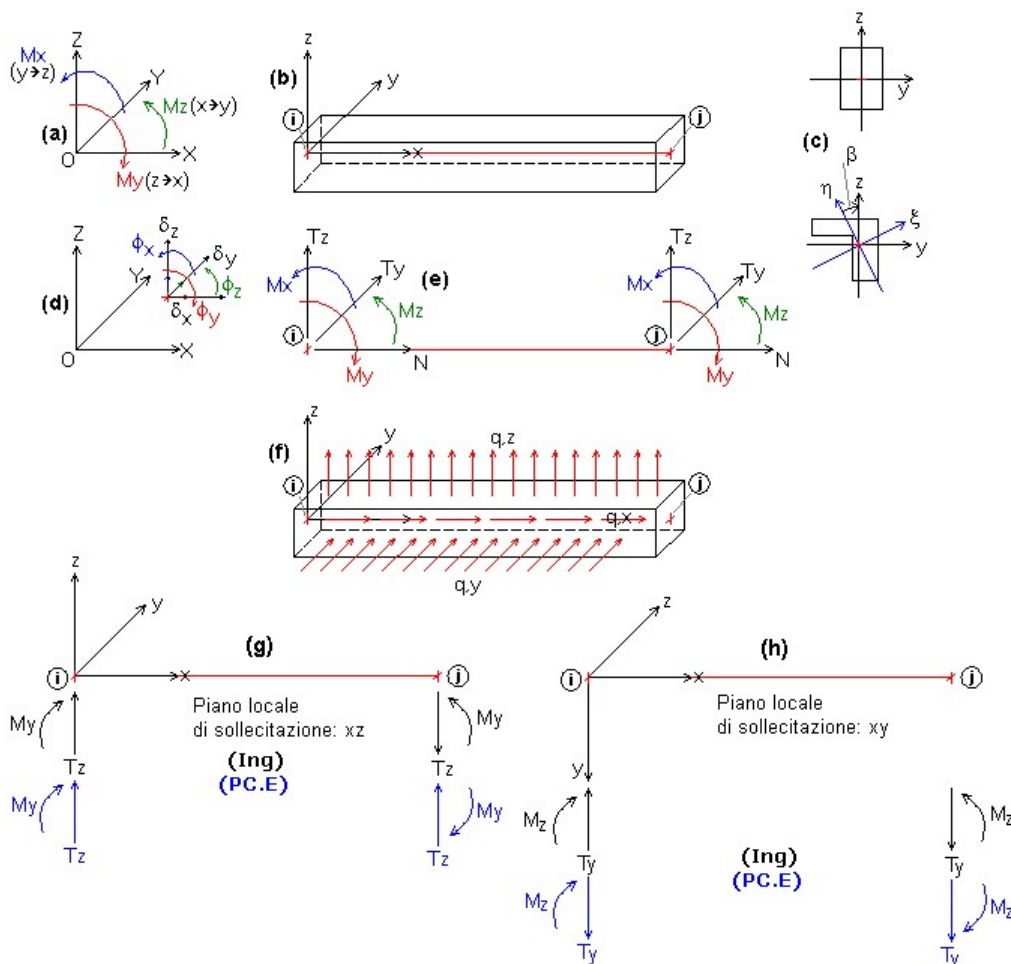 Z
Mx
(y→z)
Y
Mz(x→y)
(a)
O
X
My(z→x)
z
(b)
y
i
j
x
z
y
(c)
β
z
η
ξ
y
Z
(d)
Y
O
X
ϕx
δz
δy
ϕz
δx
ϕy
Tz
Mx
Ty
(e)
Mz
i
N
My
Tz
Mx
Ty
Mz
j
N
My
z
(f)
y
q,z
i
j
q,x
q,y
z
y
(g)
i
x
j
Piano locale
di sollecitazione: xz
(Ing)
(PC.E)
My
Tz
My
Tz
My
Tz
My
Tz
z
(h)
i
x
j
Piano locale
di sollecitazione: xy
y
Mz
Ty
(Ing)
(PC.E)
Mz
Ty
Mz
Ty
Mz
Ty